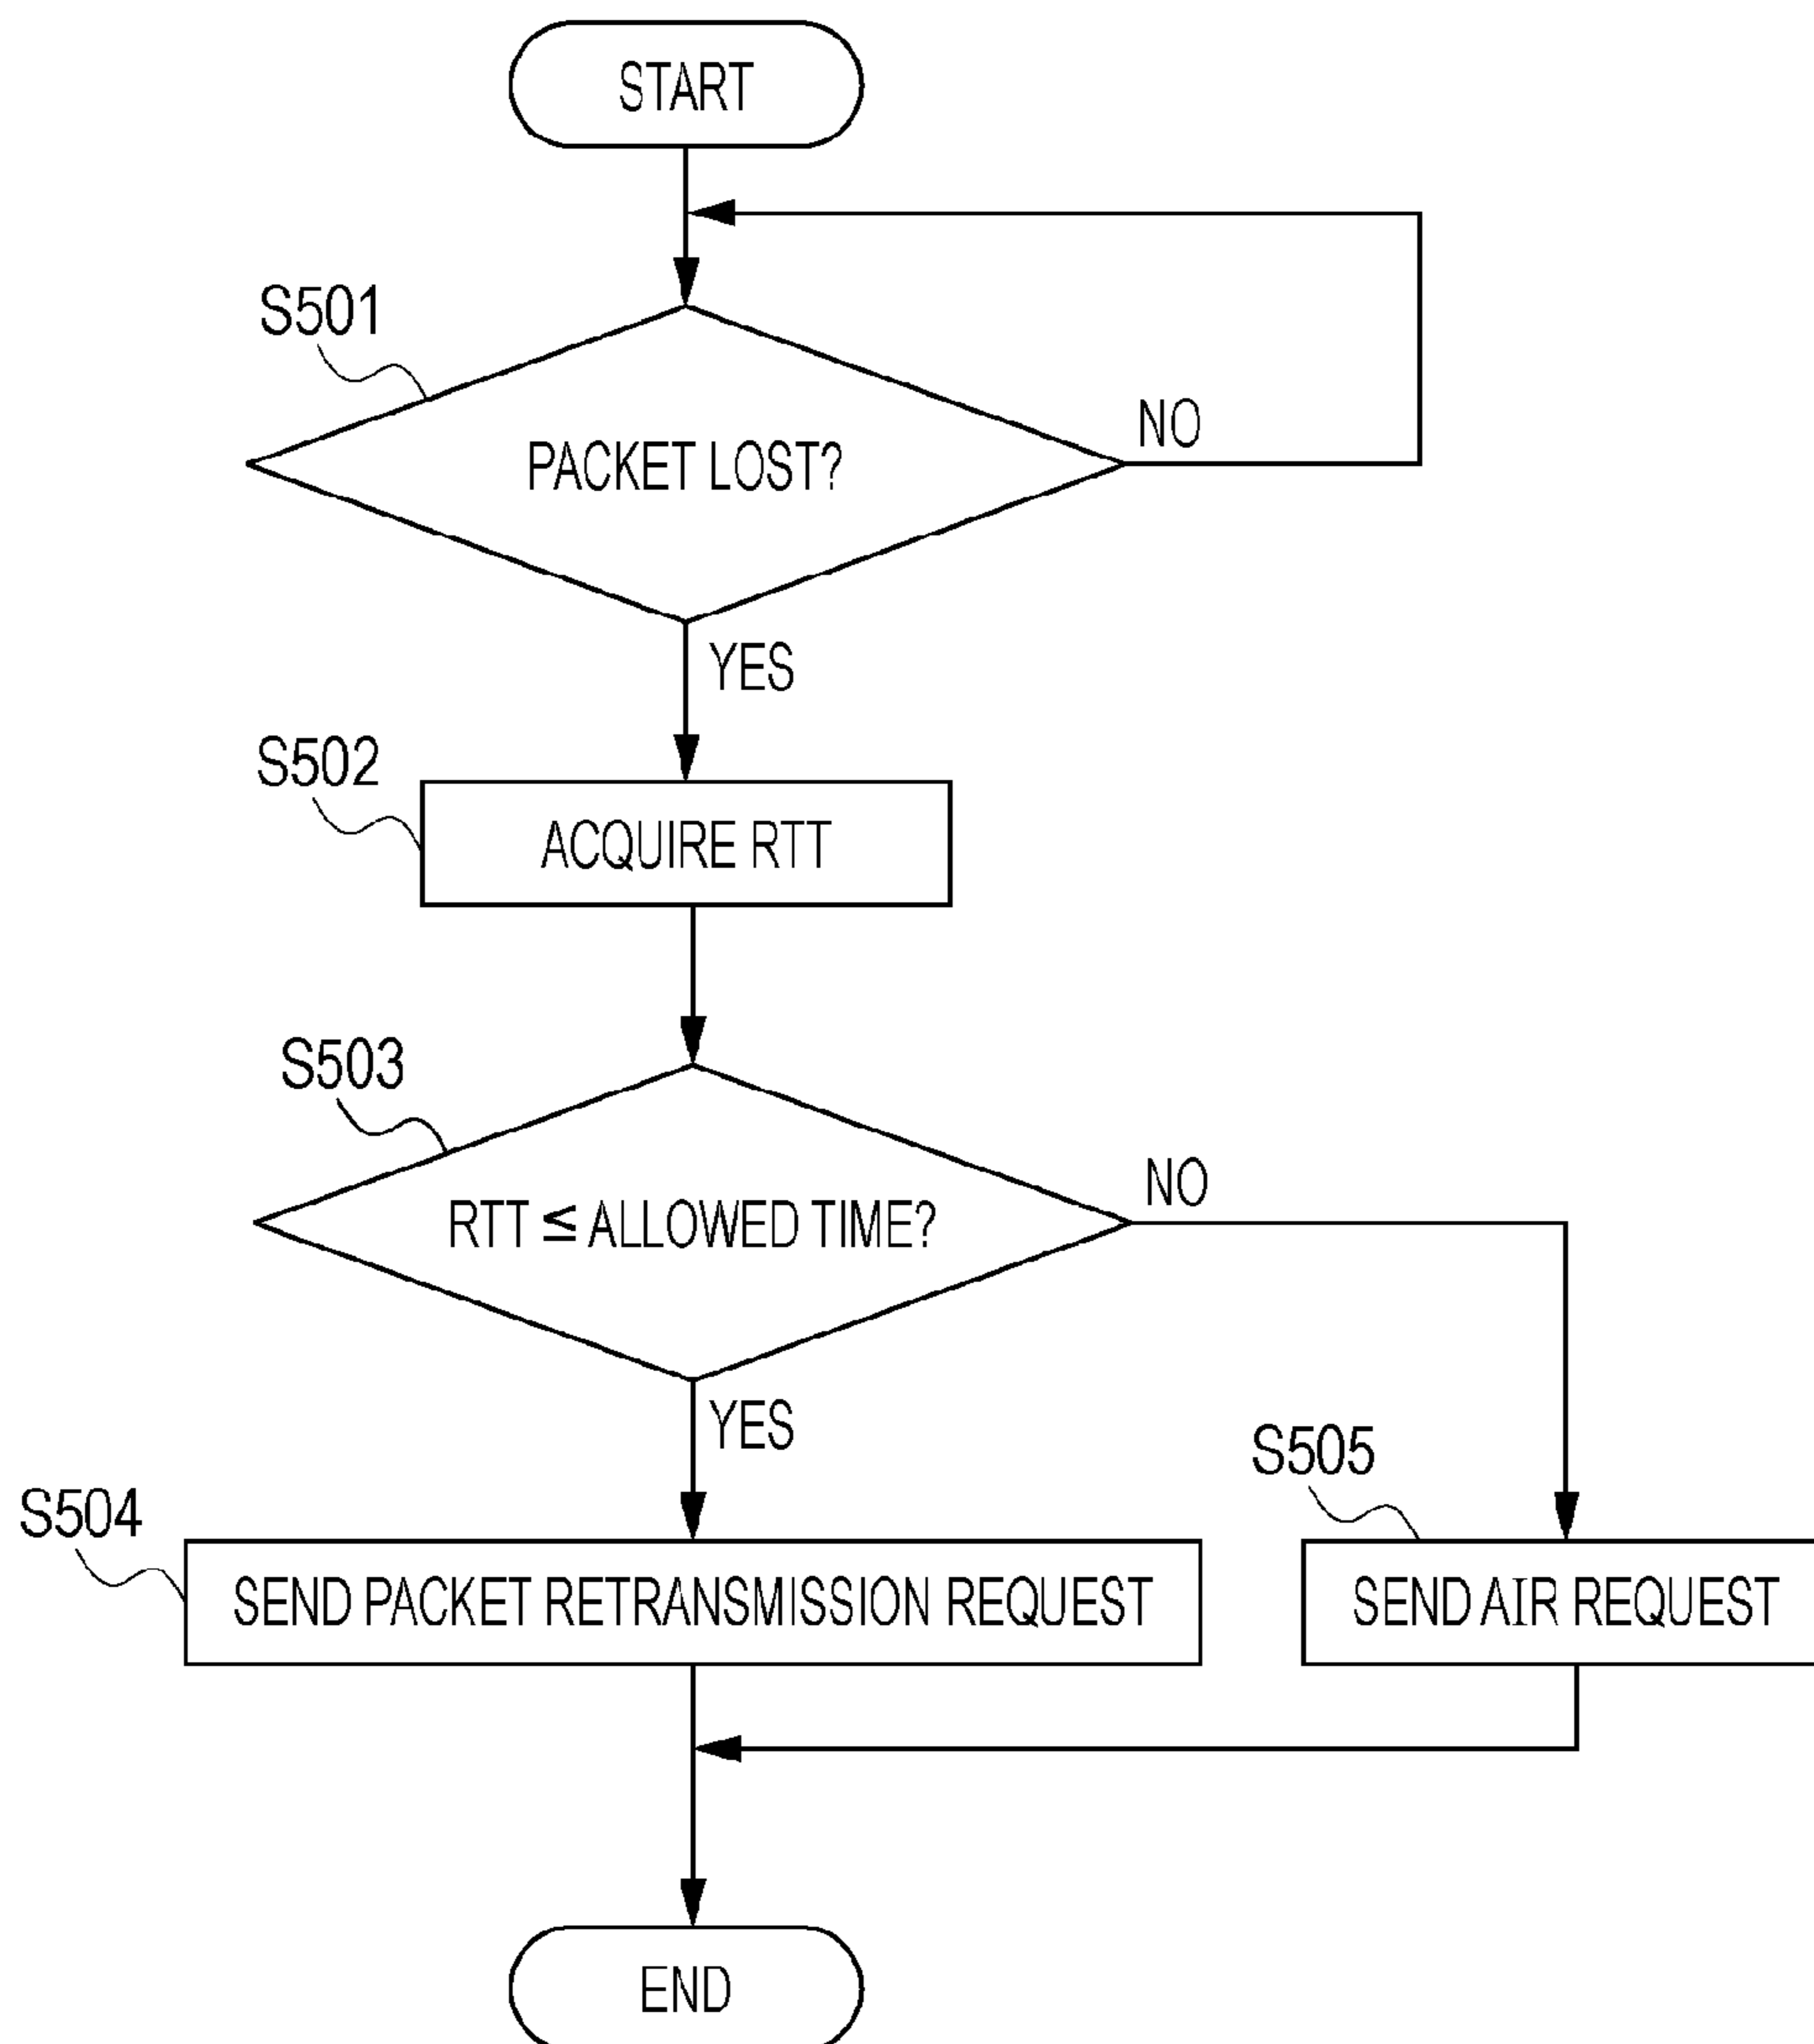 START
S501
PACKET LOST?
NO
YES
S502
ACQUIRE RTT
S503
RTT ≦ ALLOWED TIME?
NO
YES
S504
SEND PACKET RETRANSMISSION REQUEST
S505
SEND AIR REQUEST
END